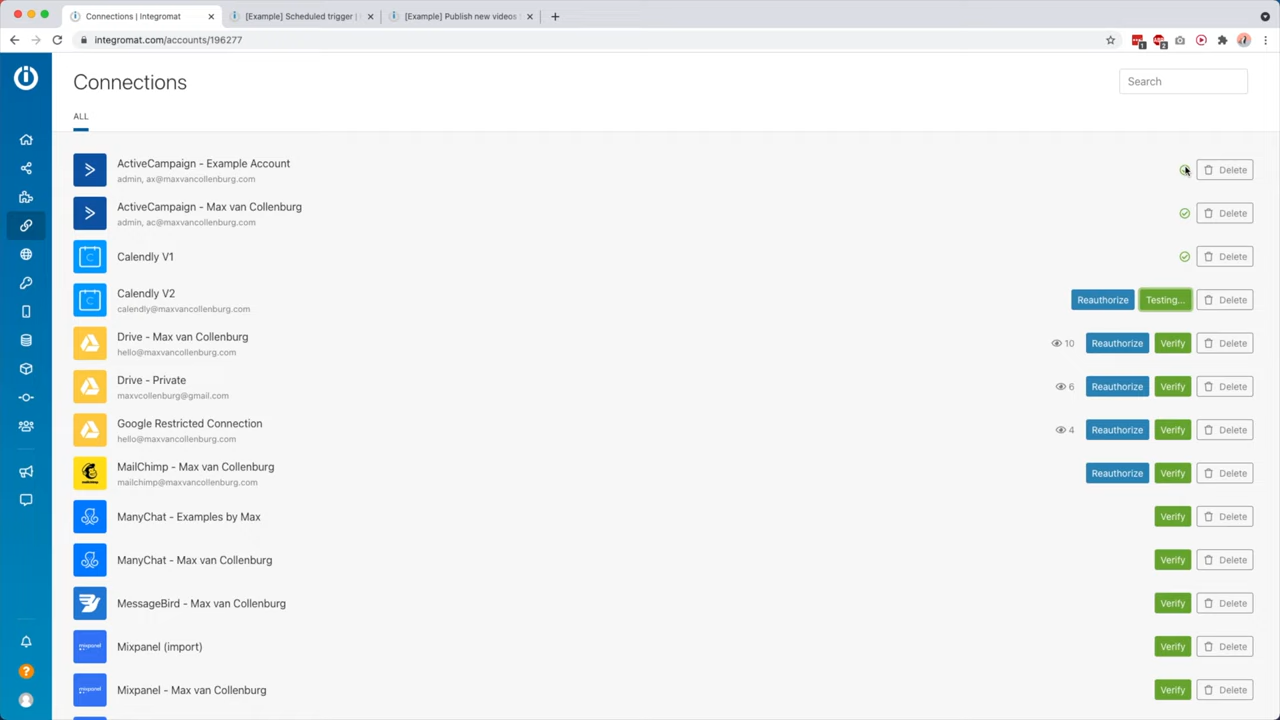 Connections | Integromat
[Example] Scheduled trigger |
[Example] Publish new videos
integromat.com/accounts/196277
1
2
Connections
Search
ALL
ActiveCampaign - Example Account
admin, ax@maxvancollenburg.com
Delete
ActiveCampaign - Max van Collenburg
admin, ac@maxvancollenburg.com
Delete
Calendly V1
Delete
Calendly V2
calendly@maxvancollenburg.com
Reauthorize Testing... Delete
Drive - Max van Collenburg
hello@maxvancollenburg.com
10 Reauthorize Verify Delete
Drive - Private
maxvcollenburg@gmail.com
6 Reauthorize Verify Delete
Google Restricted Connection
hello@maxvancollenburg.com
4 Reauthorize Verify Delete
MailChimp - Max van Collenburg
mailchimp@maxvancollenburg.com
Reauthorize Verify Delete
ManyChat - Examples by Max
Verify Delete
ManyChat - Max van Collenburg
Verify Delete
MessageBird - Max van Collenburg
Verify Delete
mixpanel
Mixpanel (import)
Verify Delete
mixpanel
Mixpanel - Max van Collenburg
Verify Delete